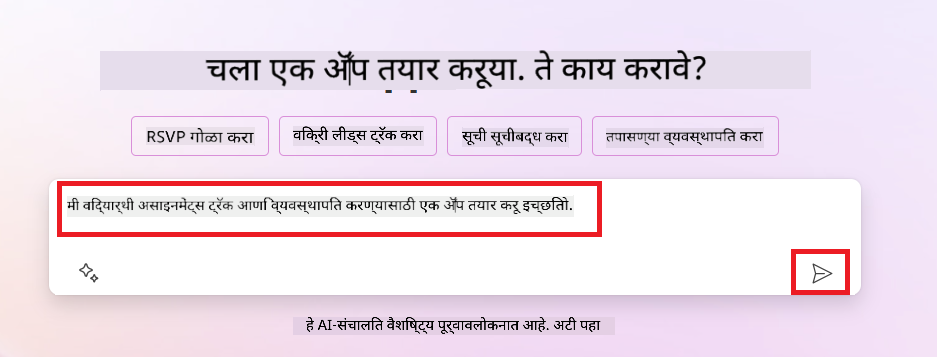 चला एक ॲप तयार करूया. ते काय करावे?
RSVP गोळा करा
विक्री लीड्स ट्रॅक करा
सूची सूचीबद्ध करा
तपासण्या व्यवस्थापित करा
मी विद्यार्थी असाइनमेंट्स ट्रॅक आणि व्यवस्थापित करण्यासाठी एक ॲप तयार करू इच्छितो.
हे AI-संचालित वैशिष्ट्य पूर्वावलोकनात आहे. अटी पहा